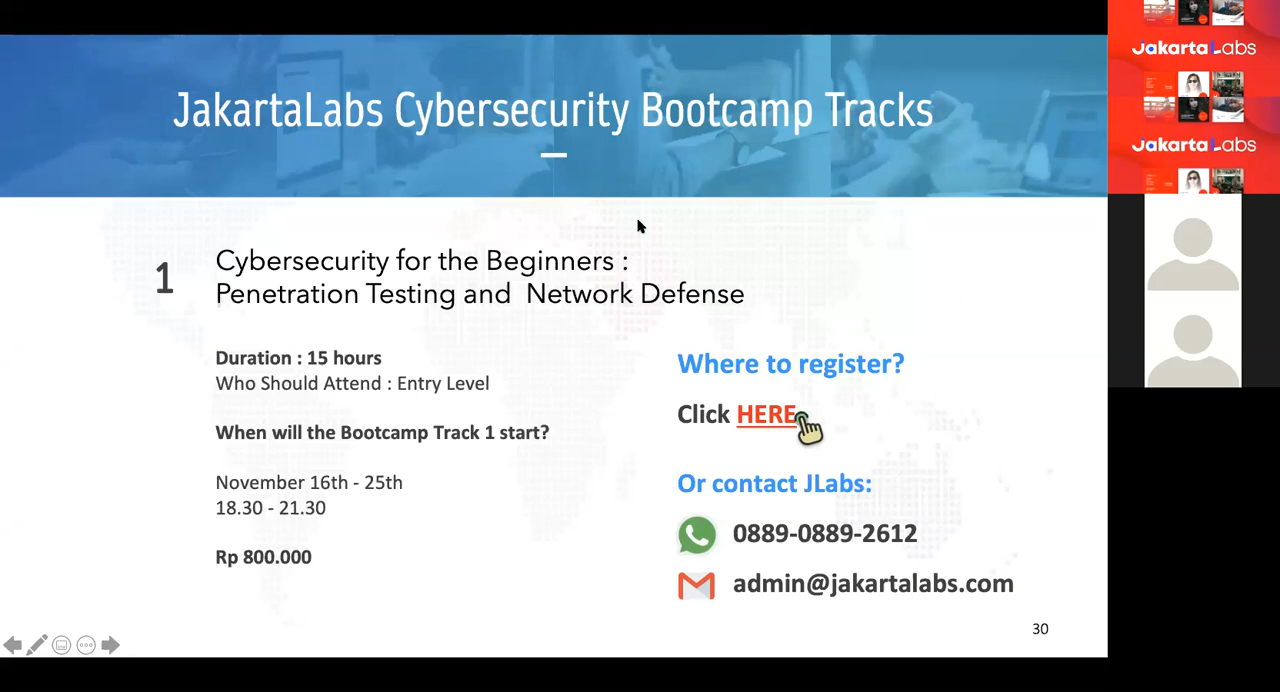 JakartaLabs Cybersecurity Bootcamp Tracks
1
Cybersecurity for the Beginners :
Penetration Testing and Network Defense
Duration : 15 hours
Who Should Attend : Entry Level
When will the Bootcamp Track 1 start?
November 16th - 25th
18.30 - 21.30
Rp 800.000
Where to register?
Click HERE
Or contact JLabs:
0889-0889-2612
admin@jakartalabs.com
30
Jakarta Labs
Jakarta Labs